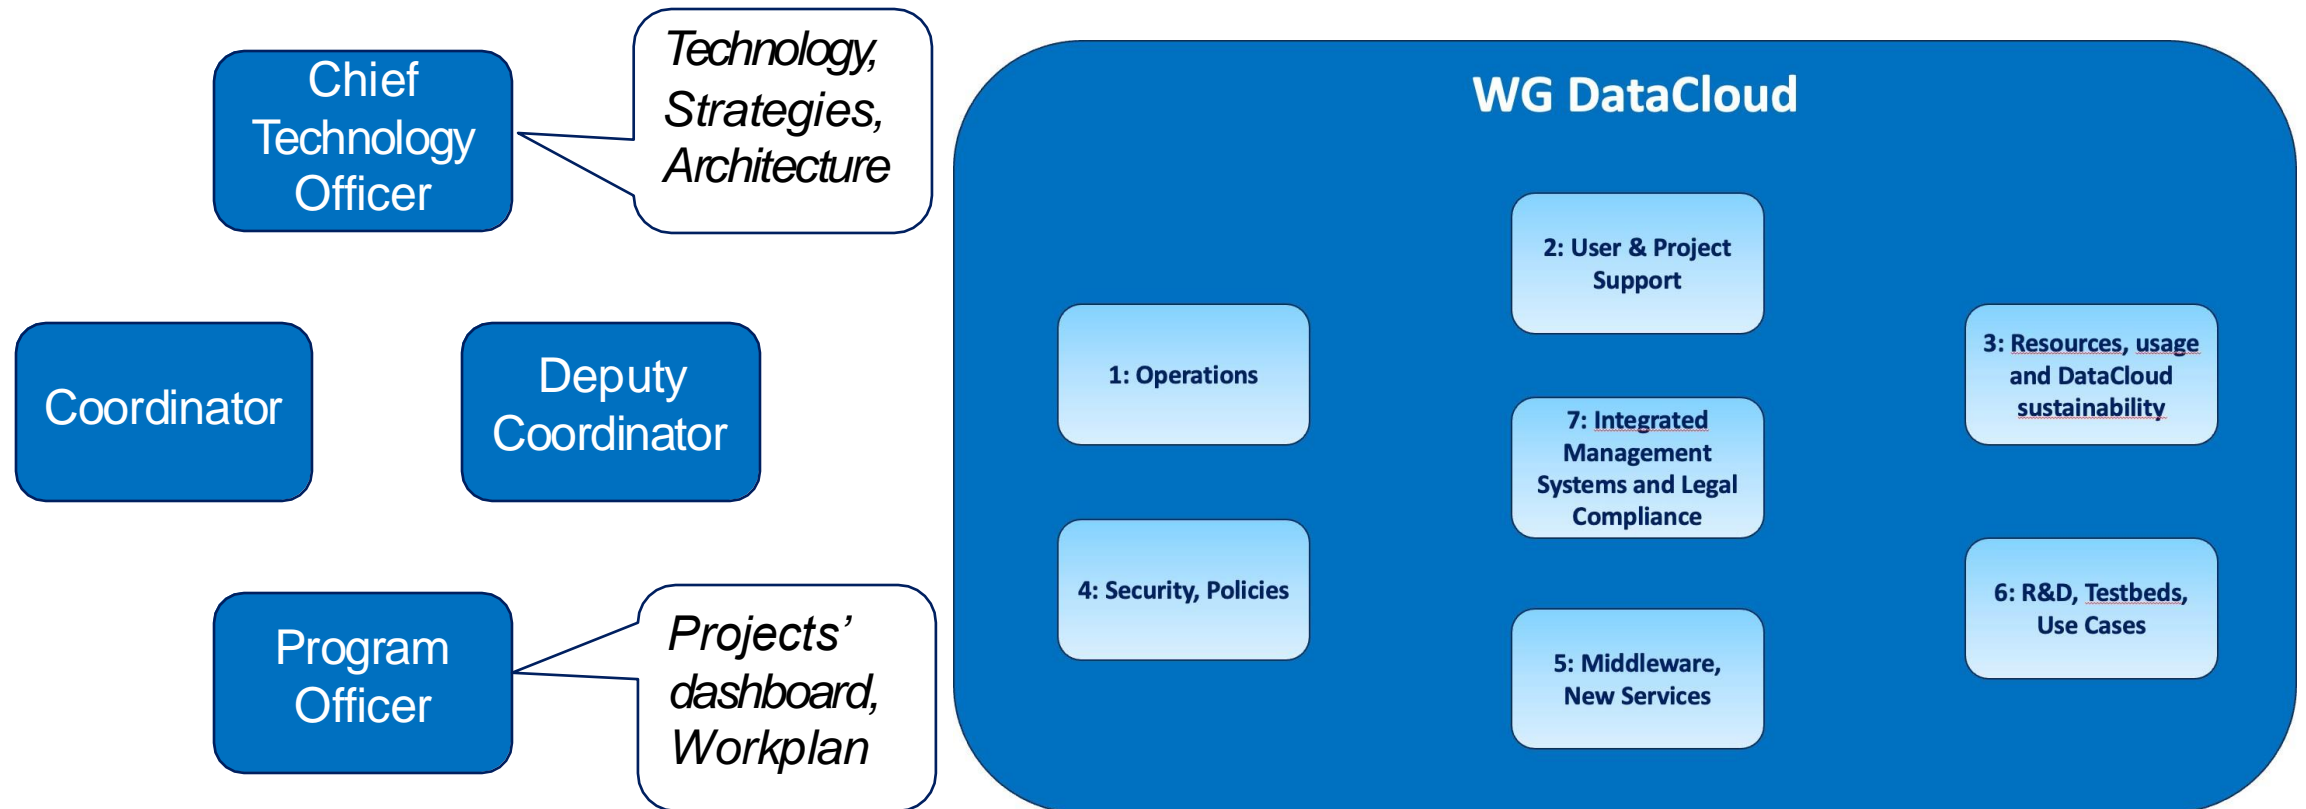 Chief
Technology
Officer
Technology,
Strategies,
Architecture
Coordinator
Deputy
Coordinator
Program
Officer
Projects’
dashboard,
Workplan
WG DataCloud
1: Operations
2: User & Project
Support
3: Resources, usage
and DataCloud
sustainability
4: Security, Policies
7: Integrated
Management
Systems and Legal
Compliance
5: Middleware,
New Services
6: R&D, Testbeds,
Use Cases